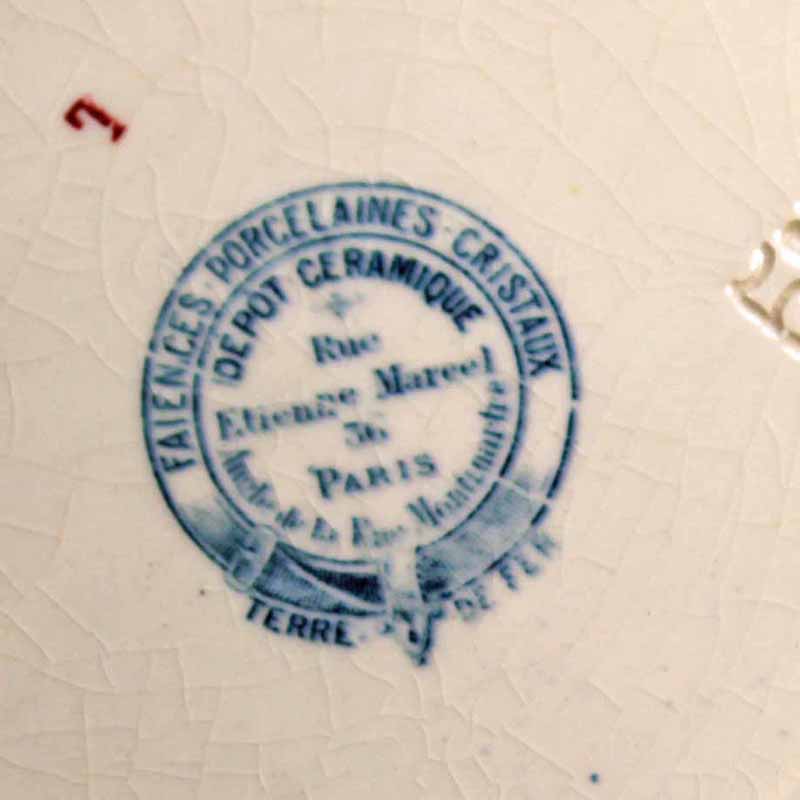 FAIENCES · PORCELAINES · CRISTAUX
DEPOT CERAMIQUE
Rue
Etienne Marcel
36
PARIS
Angle de la Rue Montmartre
TERRE DE FER